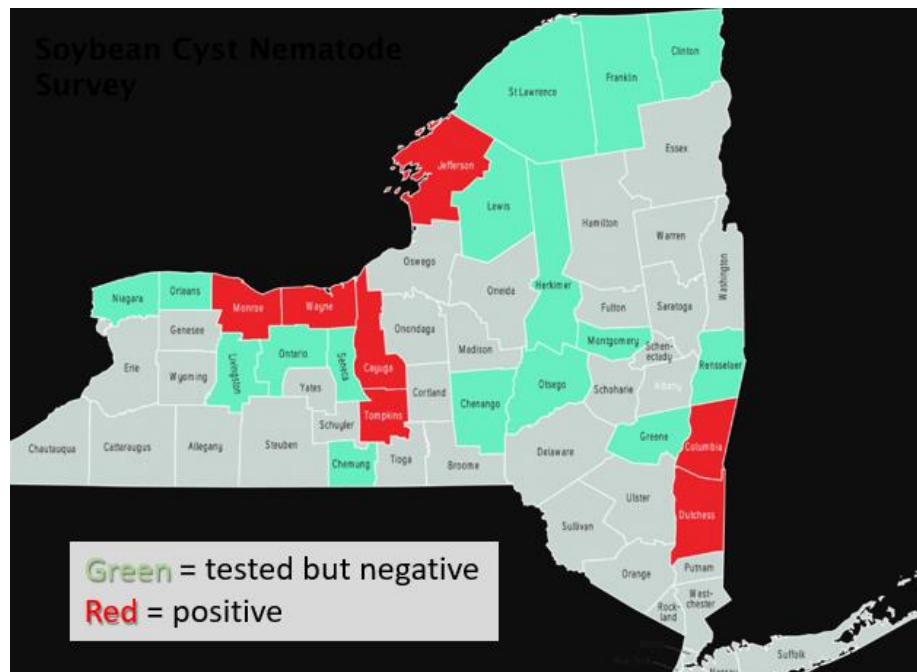 Soybean Cyst Nematode
Survey
Clinton
Franklin
St Lawrence
Essex
Jefferson
Lewis
Hamilton
Warren
Washington
Oswego
Oneida
Herkimer
Fulton
Saratoga
Niagara
Orleans
Monroe
Wayne
Genesee
Onondaga
Madison
Montgomery
Schen-
ectady
Rensselaer
Erie
Wyoming
Livingston
Ontario
Seneca
Yates
Cayuga
Cortland
Chenango
Otsego
Schoharie
Albany
Tompkins
Schuyler
Greene
Columbia
Chautauqua
Cattaraugus
Allegany
Steuben
Chemung
Tioga
Broome
Delaware
Ulster
Dutchess
Sullivan
Orange
Putnam
West-
chester
Rock-
land
Suffolk
Green = tested but negative
Red = positive